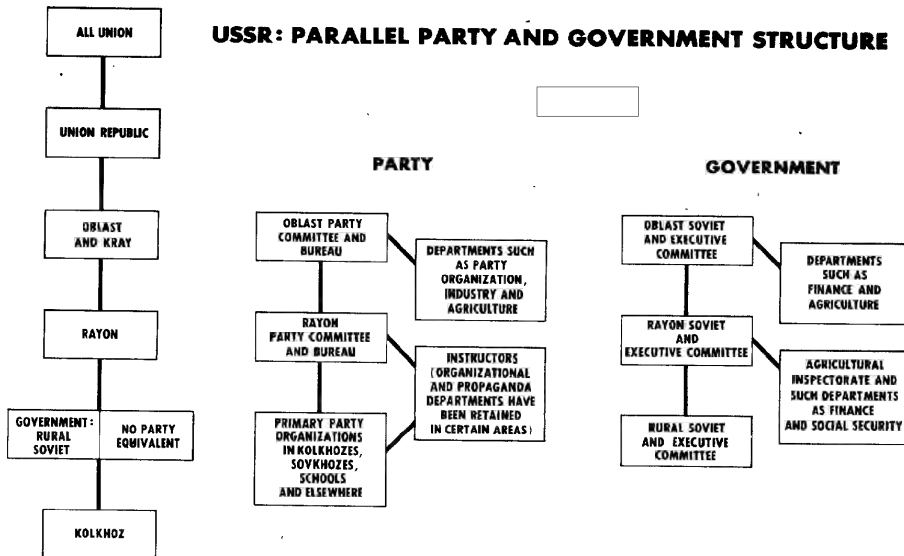 USSR: PARALLEL PARTY AND GOVERNMENT STRUCTURE
ALL UNION
UNION REPUBLIC
OBLAST
AND KRAY
RAYON
GOVERNMENT:
RURAL
SOVIET
NO PARTY
EQUIVALENT
KOLKHOZ
PARTY
OBLAST PARTY
COMMITTEE AND
BUREAU
DEPARTMENTS SUCH
AS PARTY
ORGANIZATION,
INDUSTRY AND
AGRICULTURE
RAYON
PARTY COMMITTEE
AND BUREAU
INSTRUCTORS
(ORGANIZATIONAL
AND PROPAGANDA
DEPARTMENTS HAVE
BEEN RETAINED
IN CERTAIN AREAS)
PRIMARY PARTY
ORGANIZATIONS
IN KOLKHOZES,
SOVKHOZES,
SCHOOLS
AND ELSEWHERE
GOVERNMENT
OBLAST SOVIET
AND EXECUTIVE
COMMITTEE
DEPARTMENTS
SUCH AS
FINANCE AND
AGRICULTURE
RAYON SOVIET
AND
EXECUTIVE COMMITTEE
AGRICULTURAL
INSPECTORATE AND
SUCH DEPARTMENTS
AS FINANCE
AND SOCIAL SECURITY
RURAL SOVIET
AND EXECUTIVE
COMMITTEE